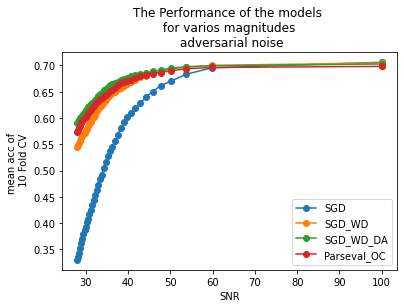 The Performance of the models
for varios magnitudes
adversarial noise
mean acc of
10 Fold CV
0.70
0.65
0.60
0.55
0.50
0.45
0.40
0.35
SGD
SGD_WD
SGD_WD_DA
Parseval_OC
30 40 50 60 70 80 90 100
SNR